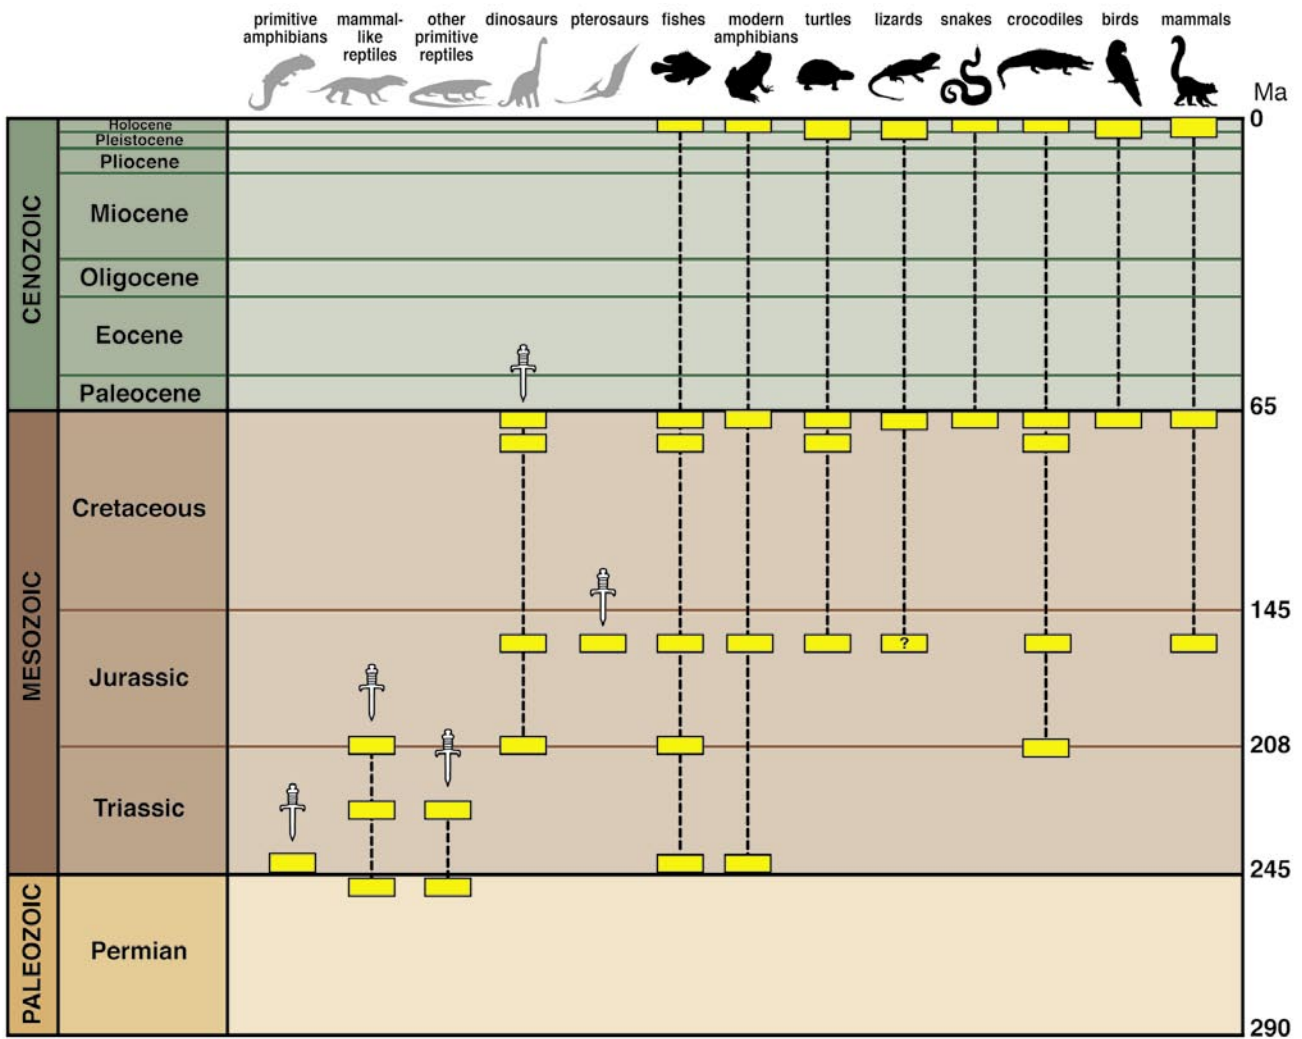 primitive
amphibians
mammal-
like
reptiles
other
primitive
reptiles
dinosaurs
pterosaurs
fishes
modern
amphibians
turtles
lizards
snakes
crocodiles
birds
mammals
Ma
0
CENOZOIC
Holocene
Pleistocene
Pliocene
Miocene
Oligocene
Eocene
Paleocene
65
MESOZOIC
Cretaceous
145
?
Jurassic
208
Triassic
245
PALEOZOIC
Permian
290